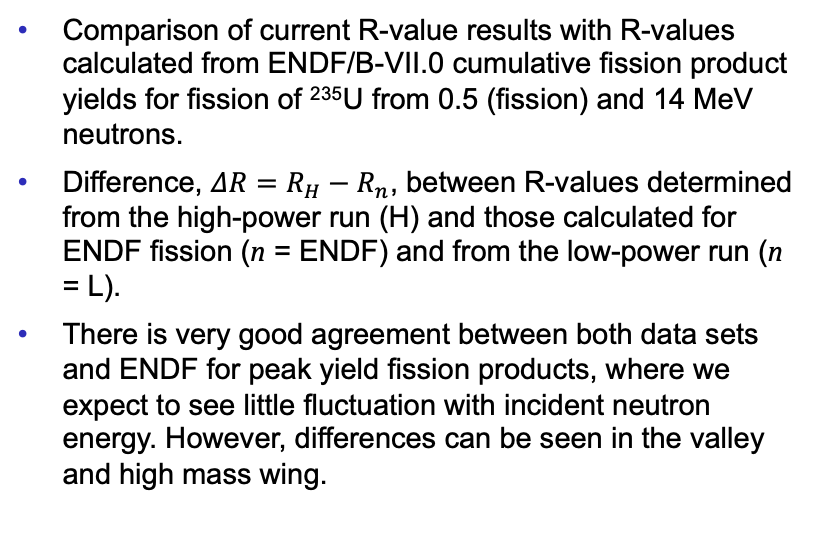 • Comparison of current R-value results with R-values
calculated from ENDF/B-VII.0 cumulative fission product
yields for fission of ²³⁵U from 0.5 (fission) and 14 MeV
neutrons.
• Difference, 𝛥𝑅 = 𝑅𝐻 − 𝑅𝑛, between R-values determined
from the high-power run (H) and those calculated for
ENDF fission (𝑛 = ENDF) and from the low-power run (𝑛
= L).
• There is very good agreement between both data sets
and ENDF for peak yield fission products, where we
expect to see little fluctuation with incident neutron
energy. However, differences can be seen in the valley
and high mass wing.